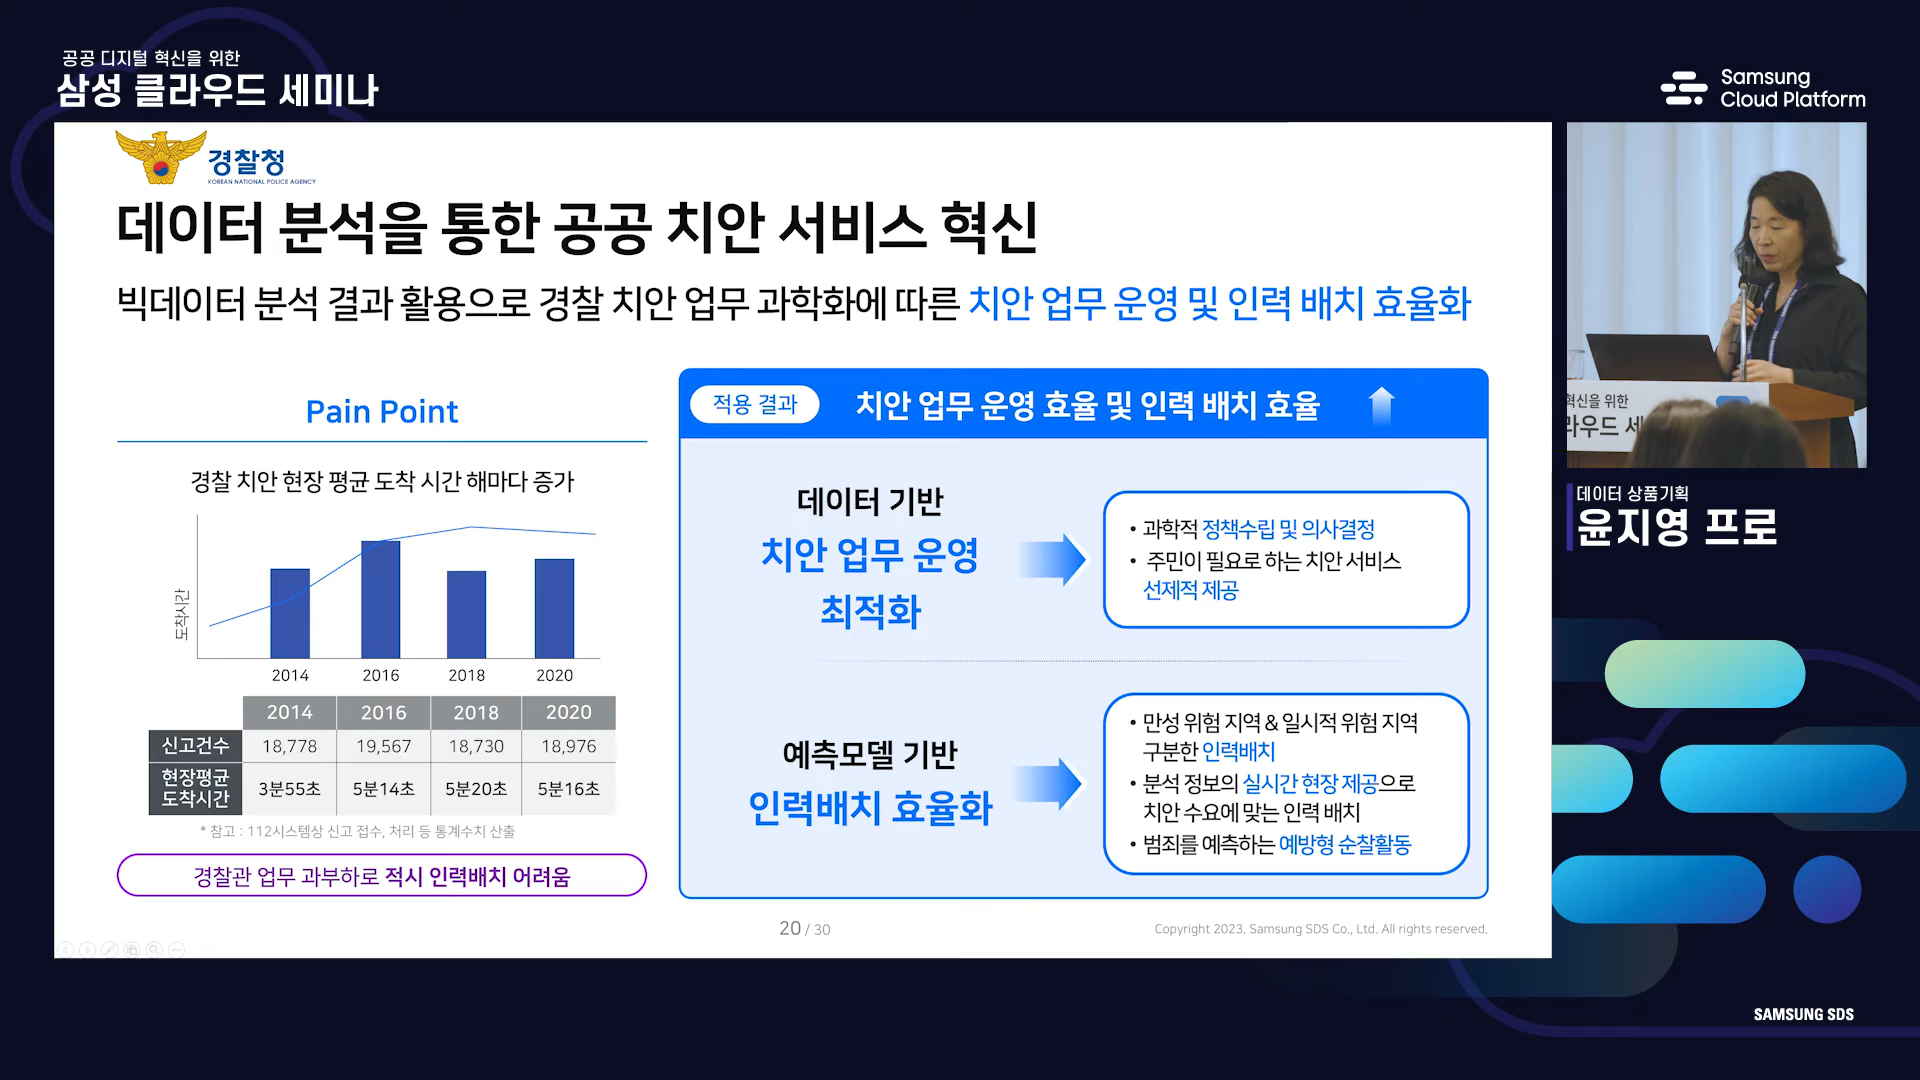 공공 디지털 혁신을 위한
삼성 클라우드 세미나
Samsung
Cloud Platform
경찰청
KOREAN NATIONAL POLICE AGENCY
데이터 분석을 통한 공공 치안 서비스 혁신
빅데이터 분석 결과 활용으로 경찰 치안 업무 과학화에 따른 치안 업무 운영 및 인력 배치 효율화
Pain Point
경찰 치안 현장 평균 도착 시간 해마다 증가
도착시간
2014 2016 2018 2020
2014 2016 2018 2020
신고건수 18,778 19,567 18,730 18,976
현장평균
도착시간 3분55초 5분14초 5분20초 5분16초
* 참고 : 112시스템상 신고 접수, 처리 등 통계수치 산출
경찰관 업무 과부하로 적시 인력배치 어려움
적용 결과 치안 업무 운영 효율 및 인력 배치 효율
데이터 기반
치안 업무 운영
최적화
• 과학적 정책수립 및 의사결정
• 주민이 필요로 하는 치안 서비스
선제적 제공
예측모델 기반
인력배치 효율화
• 만성 위험 지역 & 일시적 위험 지역
구분한 인력배치
• 분석 정보의 실시간 현장 제공으로
치안 수요에 맞는 인력 배치
• 범죄를 예측하는 예방형 순찰활동
20 / 30
Copyright 2023. Samsung SDS Co., Ltd. All rights reserved.
혁신을 위한
라우드 세
데이터 상품기획
윤지영 프로
SAMSUNG SDS